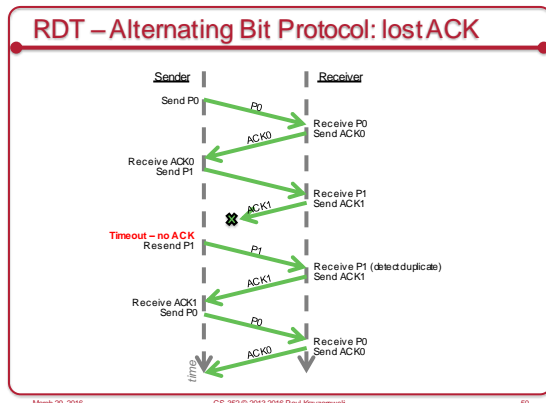 RDT – Alternating Bit Protocol: lost ACK
Sender
Receiver
Send P0
P0
Receive P0
Send ACK0
ACK0
Receive ACK0
Send P1
Receive P1
Send ACK1
ACK1
Timeout – no ACK
Resend P1
P1
Receive P1 (detect duplicate)
Send ACK1
ACK1
Receive ACK1
Send P0
P0
Receive P0
Send ACK0
ACK0
time